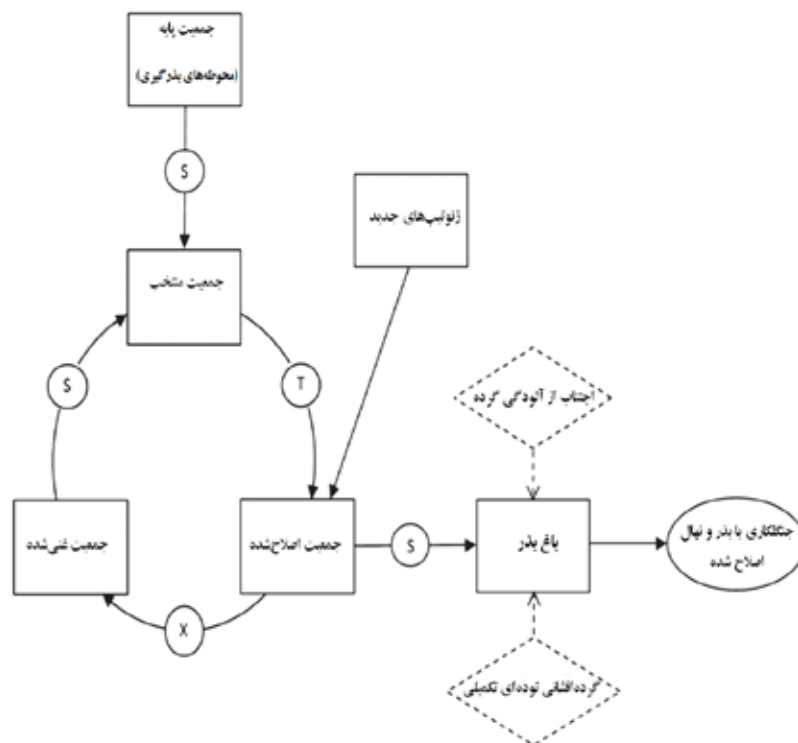 جمعیت پایه
(محوطه‌های بذرگیری)
S
ژنوتیپ‌های جدید
جمعیت منتخب
S
T
اجتناب از آلودگی گرده
جمعیت غنی‌شده
جمعیت اصلاح‌شده
S
باغ بذر
جنگلکاری با بذر و نهال
اصلاح شده
X
گرده‌افشانی توده‌ای تکمیلی